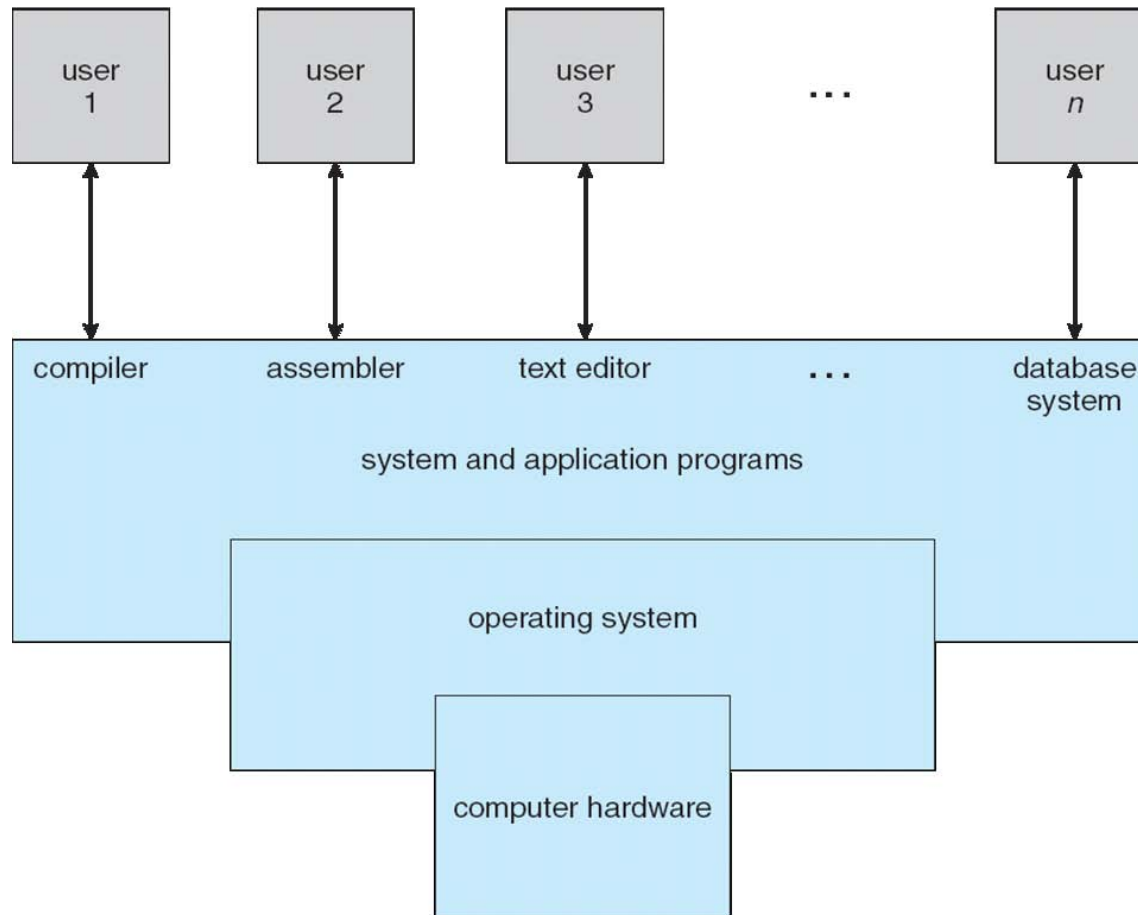 user
1
user
2
user
3
...
user
n
compiler
assembler
text editor
...
database
system
system and application programs
operating system
computer hardware